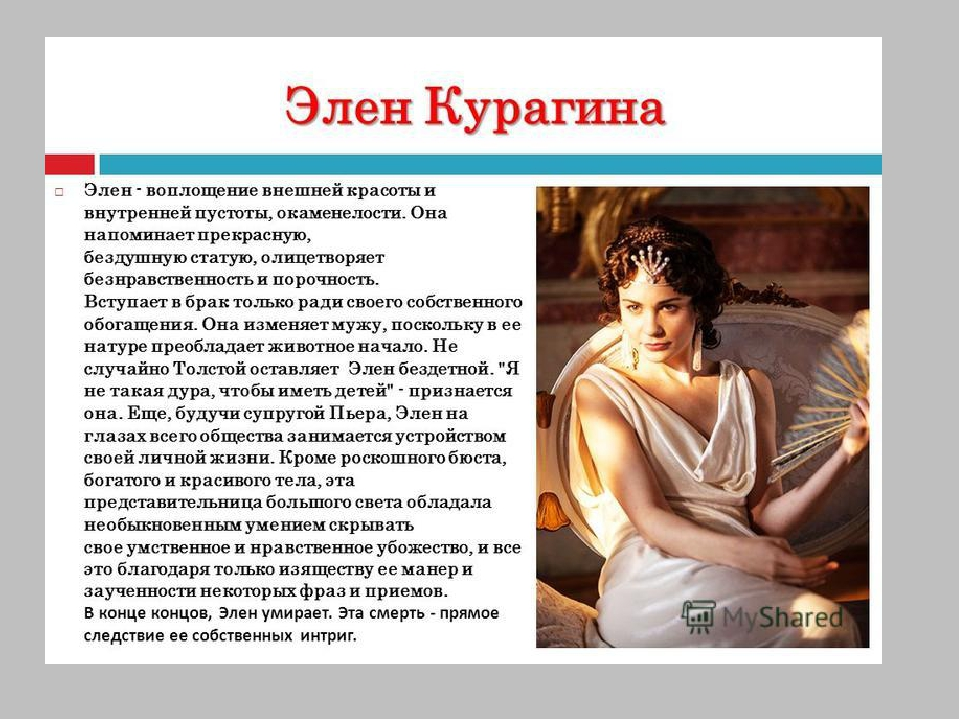 Элен Курагина
Элен - воплощение внешней красоты и
внутренней пустоты, окаменелости. Она
напоминает прекрасную,
бездушную статую, олицетворяет
безнравственность и порочность.
Вступает в брак только ради своего собственного
обогащения. Она изменяет мужу, поскольку в ее
натуре преобладает животное начало. Не
случайно Толстой оставляет Элен бездетной. "Я
не такая дура, чтобы иметь детей" - признается
она. Еще, будучи супругой Пьера, Элен на
глазах всего общества занимается устройством
своей личной жизни. Кроме роскошного бюста,
богатого и красивого тела, эта
представительница большого света обладала
необыкновенным умением скрывать
свое умственное и нравственное убожество, и все
это благодаря только изяществу ее манер и
заученности некоторых фраз и приемов.
В конце концов, Элен умирает. Эта смерть - прямое
следствие ее собственных интриг.
MyShared